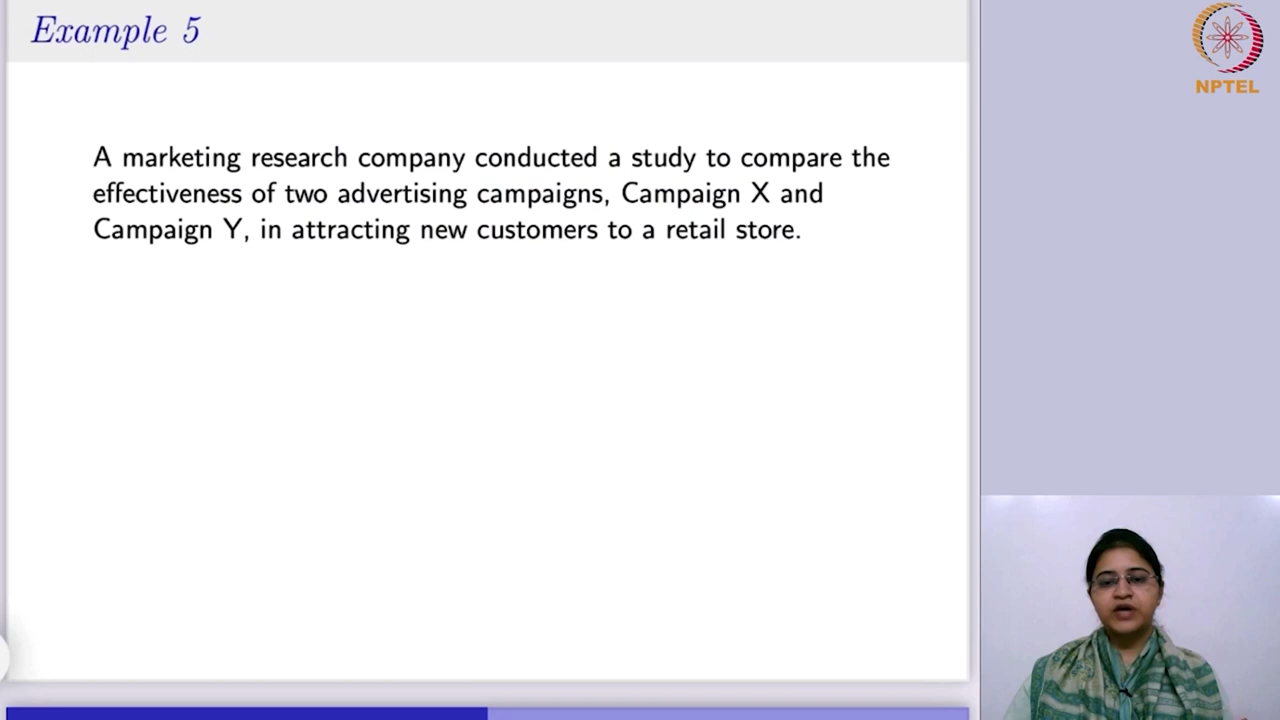 Example 5
NPTEL
A marketing research company conducted a study to compare the
effectiveness of two advertising campaigns, Campaign X and
Campaign Y, in attracting new customers to a retail store.